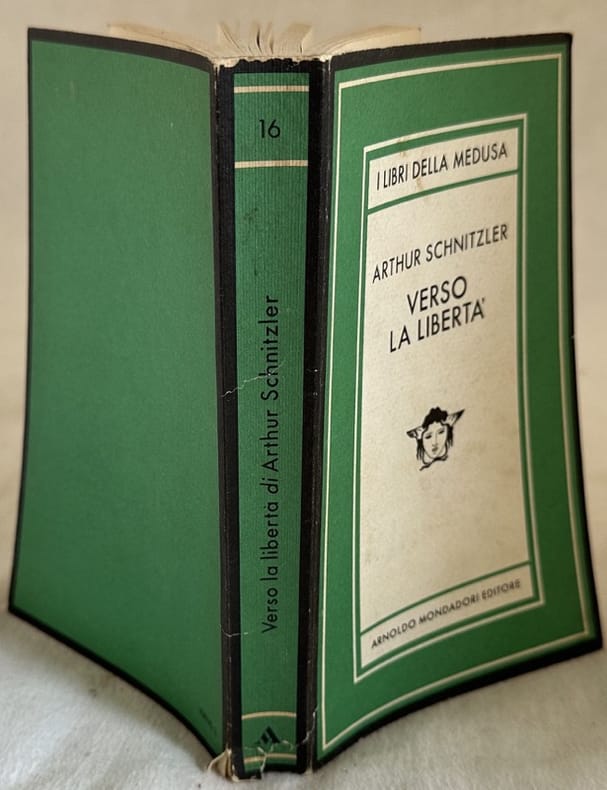 16
Verso la libertà di Arthur Schnitzler
I LIBRI DELLA MEDUSA
ARTHUR SCHNITZLER
VERSO
LA LIBERTA'
ARNOLDO MONDADORI EDITORE